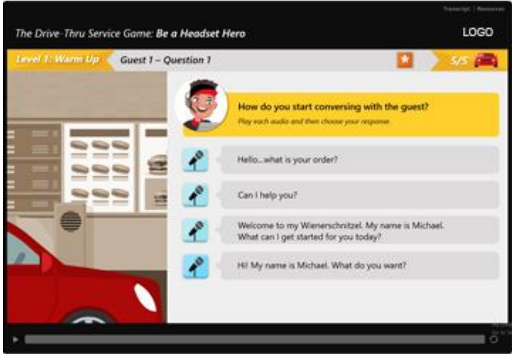 Transcript | Resources
The Drive-Thru Service Game: Be a Headset Hero
LOGO
Level 1: Warm Up
Guest 1 – Question 1
5/5
How do you start conversing with the guest?
Play each audio and then choose your response.
Hello...what is your order?
Can I help you?
Welcome to my Wienerschnitzel. My name is Michael.
What can I get started for you today?
Hi! My name is Michael. What do you want?